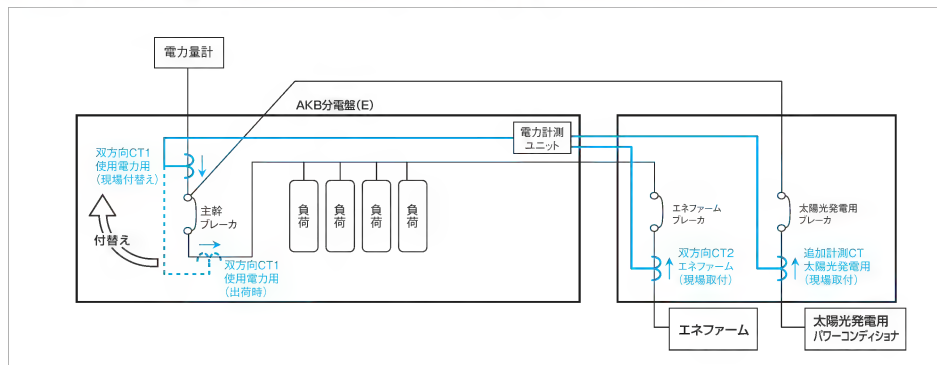 電力量計
AKB分電盤(E)
電力計測
ユニット
双方向CT1
使用電力用
(現場付替え)
付替え
主幹
ブレーカ
負荷
負荷
負荷
負荷
双方向CT1
使用電力用
(出荷時)
エネファーム
ブレーカ
太陽光発電用
ブレーカ
双方向CT2
エネファーム
(現場取付)
追加計測CT
太陽光発電用
(現場取付)
エネファーム
太陽光発電用
パワーコンディショナ